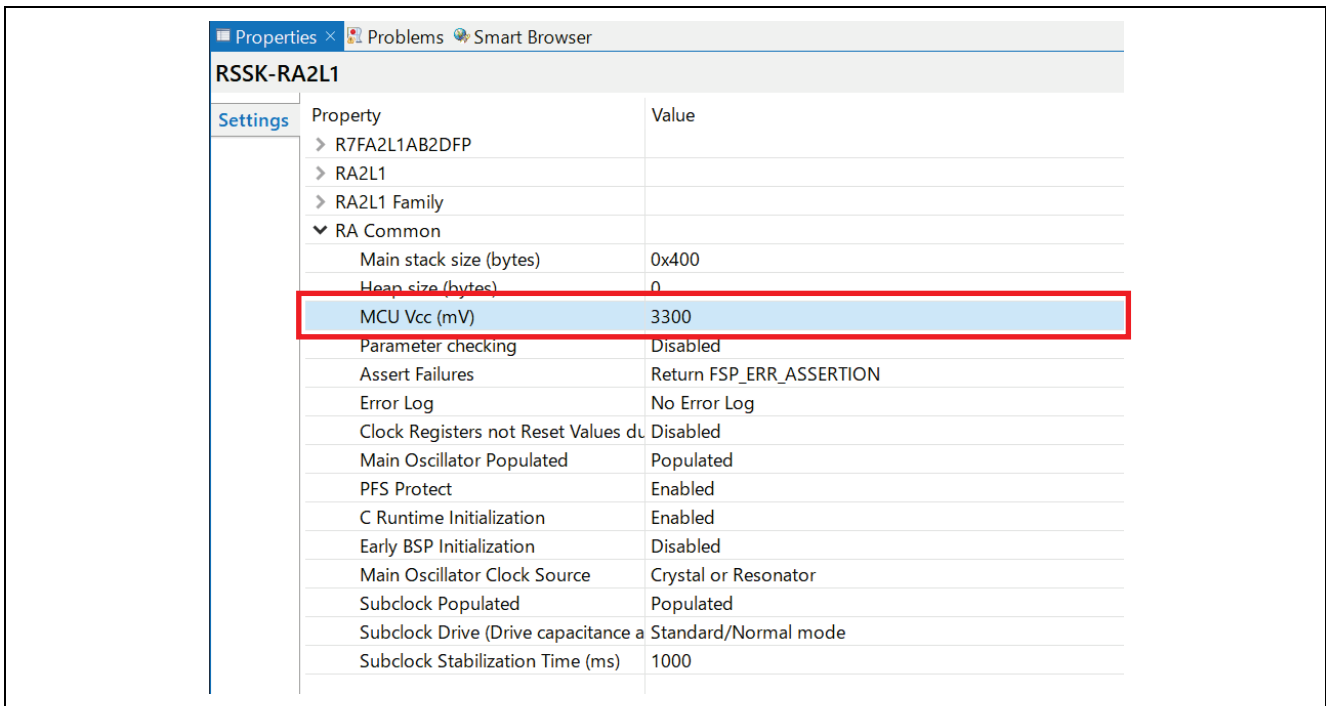 Properties Problems Smart Browser
RSSK-RA2L1
Settings Property Value
R7FA2L1AB2DFP
RA2L1
RA2L1 Family
RA Common
Main stack size (bytes) 0x400
Heap size (bytes) 0
MCU Vcc (mV) 3300
Parameter checking Disabled
Assert Failures Return FSP_ERR_ASSERTION
Error Log No Error Log
Clock Registers not Reset Values du Disabled
Main Oscillator Populated Populated
PFS Protect Enabled
C Runtime Initialization Enabled
Early BSP Initialization Disabled
Main Oscillator Clock Source Crystal or Resonator
Subclock Populated Populated
Subclock Drive (Drive capacitance a Standard/Normal mode
Subclock Stabilization Time (ms) 1000